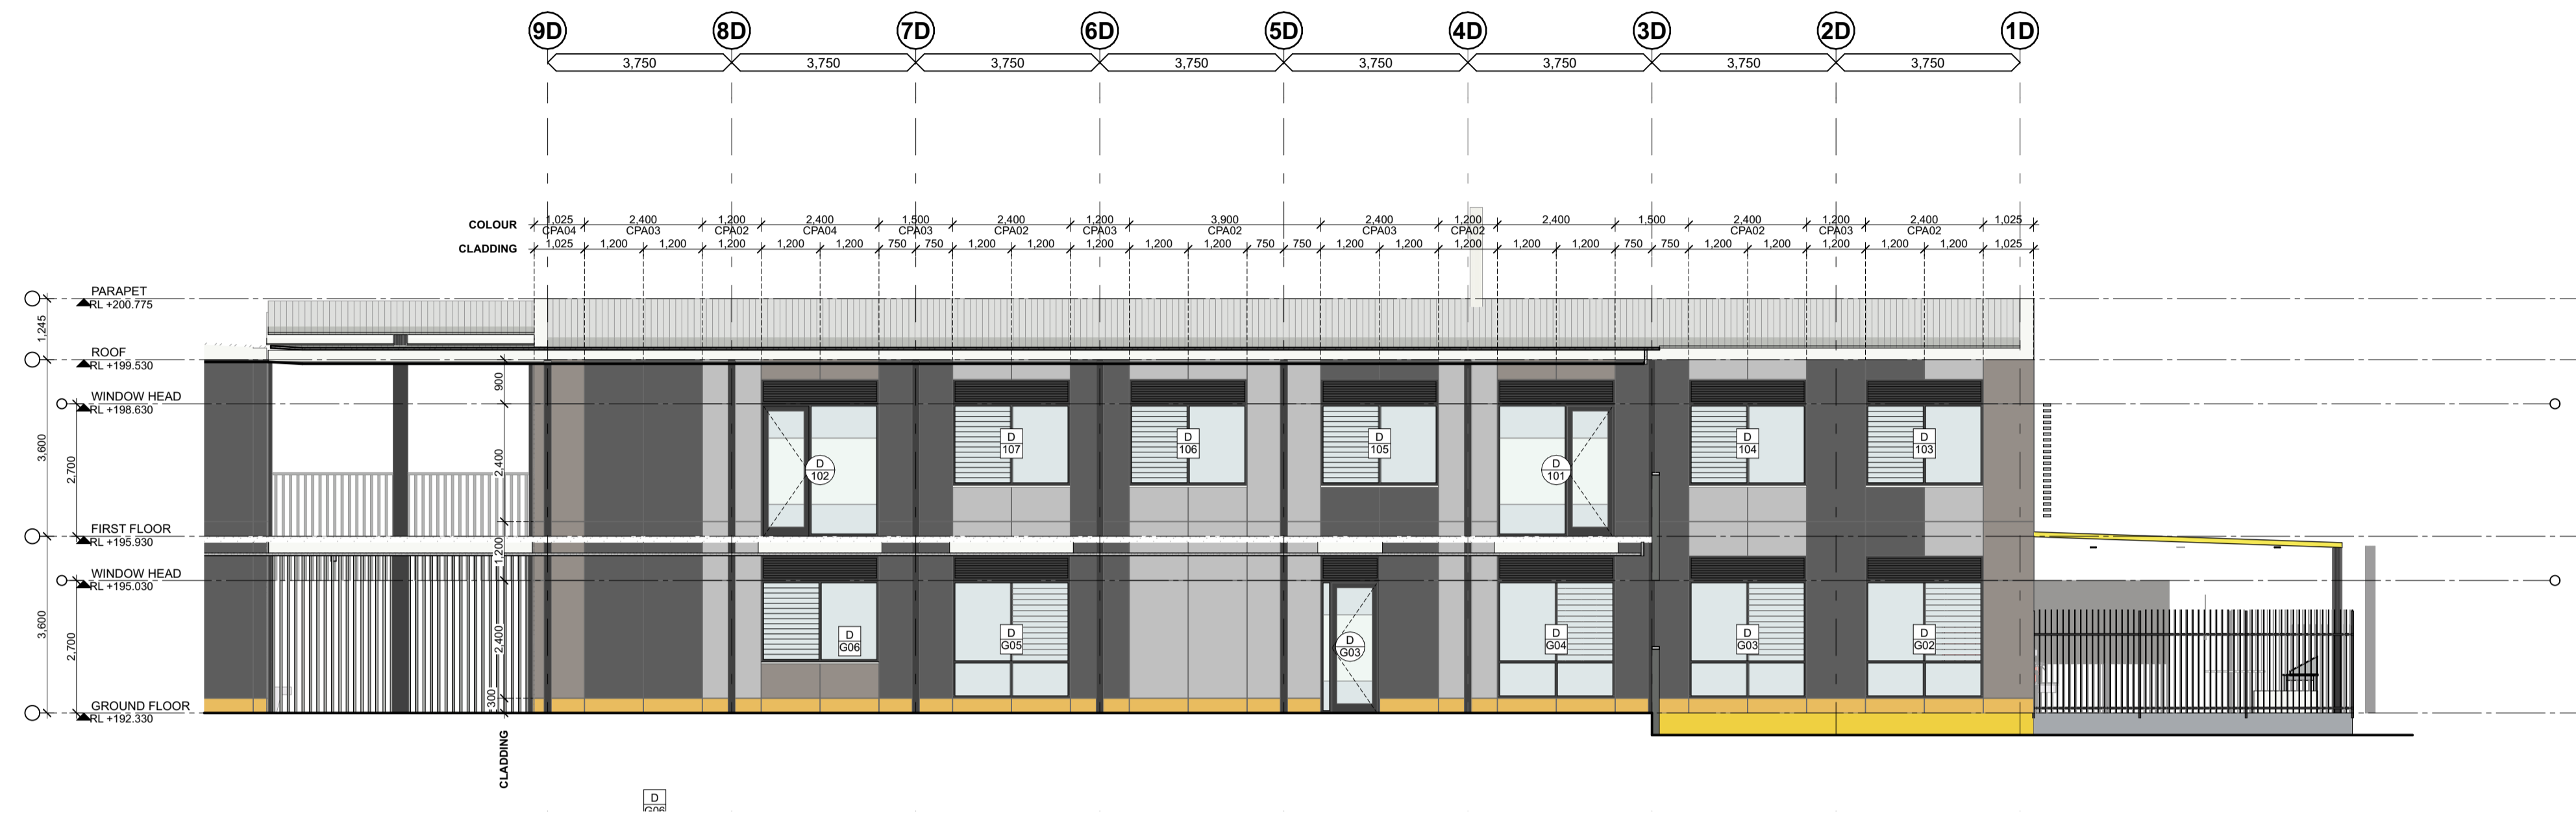 9D 8D 7D 6D 5D 4D 3D 2D 1D
3,750 3,750 3,750 3,750 3,750 3,750 3,750 3,750
COLOUR 1,025 2,400 1,200 2,400 1,500 2,400 1,200 3,900 2,400 1,200 2,400 1,500 2,400 1,200 2,400 1,025
CPA04 CPA03 CPA02 CPA04 CPA03 CPA02 CPA03 CPA02 CPA03 CPA02 CPA02 CPA03 CPA02
CLADDING 1,025 1,200 1,200 1,200 1,200 1,200 750 750 1,200 1,200 1,200 1,200 1,200 750 750 1,200 1,200 1,200 1,200 1,200 750 750 1,200 1,200 1,200 1,200 1,200 1,025
PARAPET
RL +200.775
1,245
ROOF
RL +199.530
900
WINDOW HEAD
RL +198.630
3,600
2,700
2,400
D
102
D
107
D
106
D
105
D
101
D
104
D
103
FIRST FLOOR
RL +195.930
1,200
WINDOW HEAD
RL +195.030
3,600
2,700
2,400
D
G06
D
G05
D
G03
D
G04
D
G03
D
G02
300
GROUND FLOOR
RL +192.330
CLADDING
D
G06